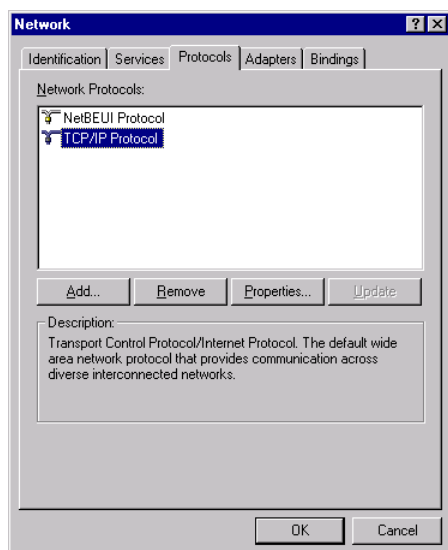 Network
Identification Services Protocols Adapters Bindings
Network Protocols:
NetBEUI Protocol
TCP/IP Protocol
Add... Remove Properties... Update
Description:
Transport Control Protocol/Internet Protocol. The default wide
area network protocol that provides communication across
diverse interconnected networks.
OK Cancel